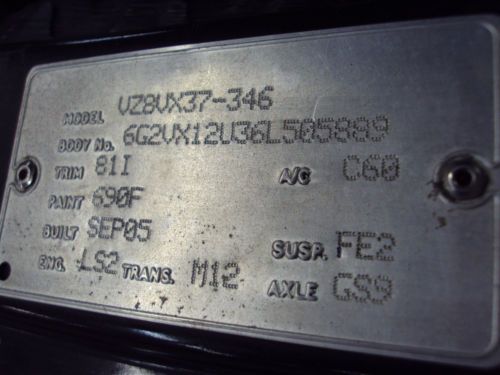 MODEL VZ8VX37-346
BODY No. 6G2VX12U36L505889
TRIM 81I A/C C60
PAINT 690F
BUILT SEP05 SUSP. FE2
ENG. LS2 TRANS. M12 AXLE GS9